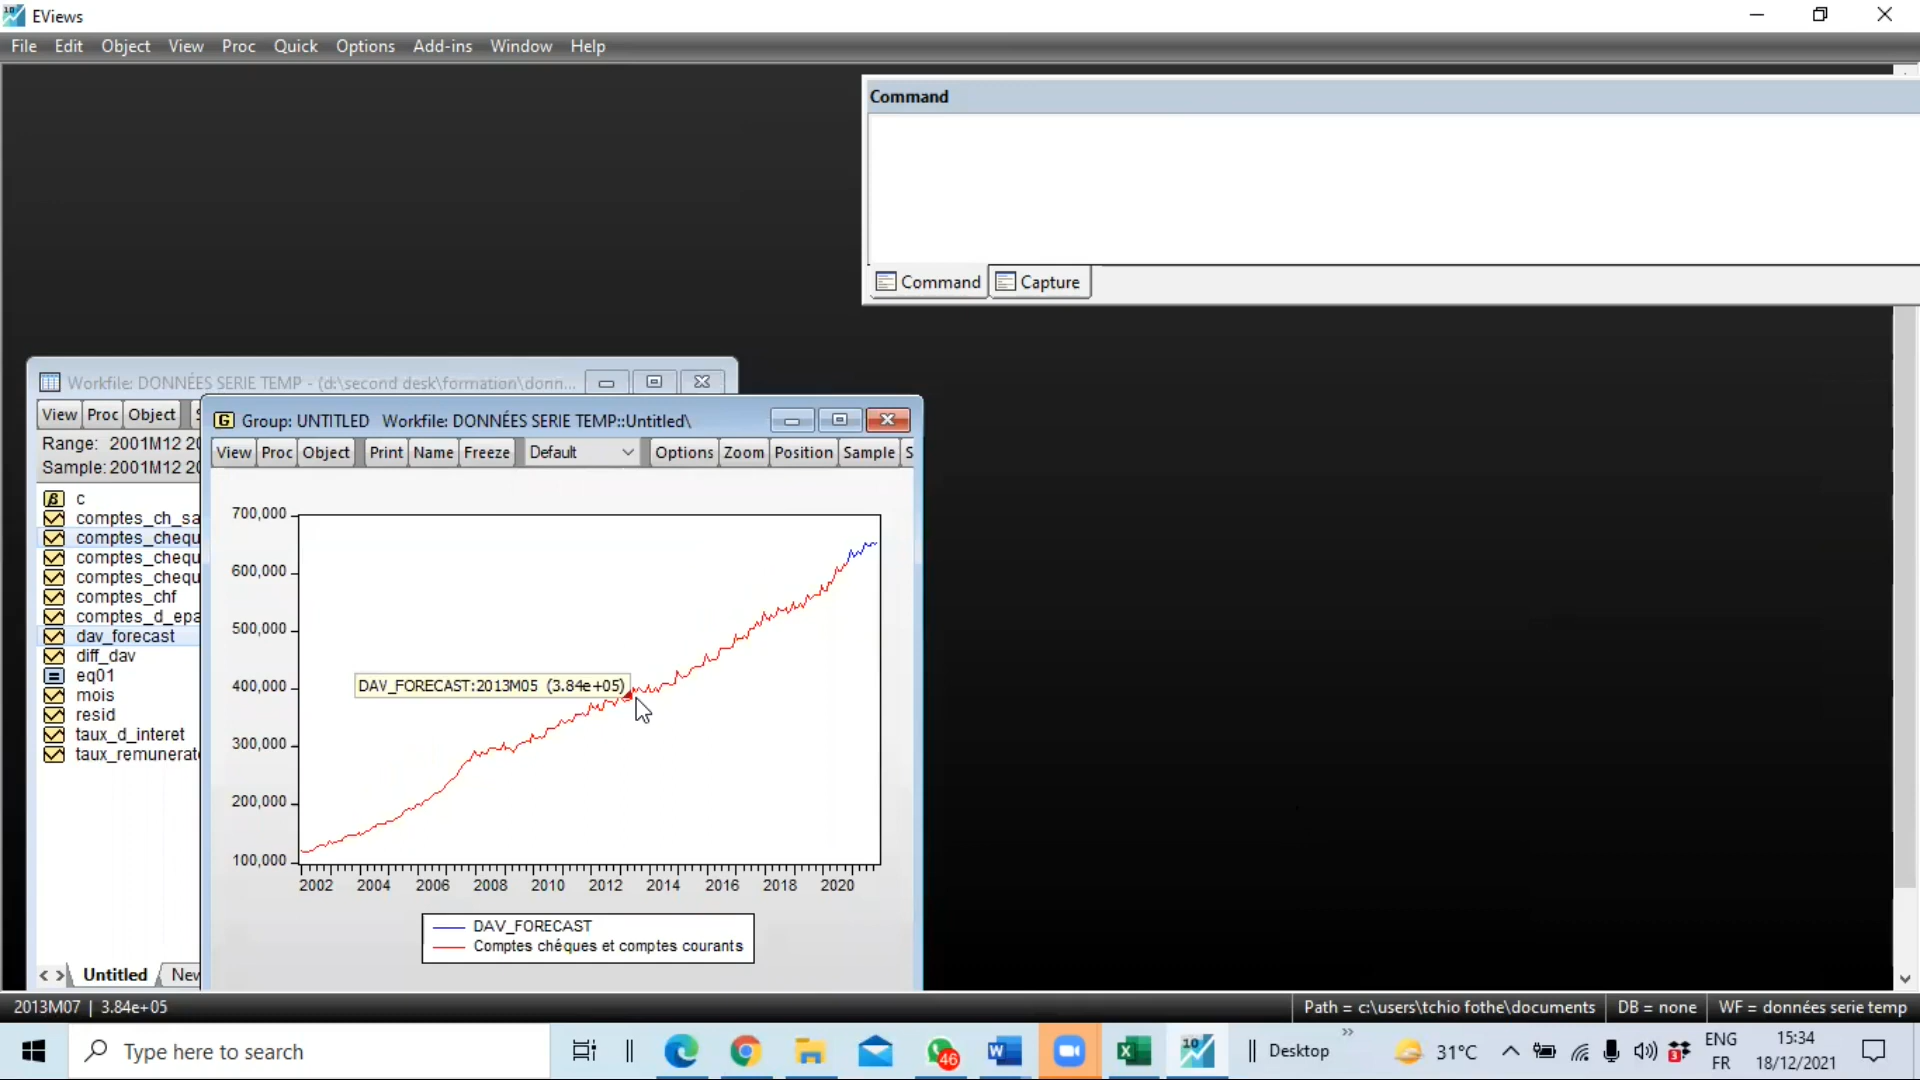 EViews
File Edit Object View Proc Quick Options Add-ins Window Help
Command
Command Capture
Workfile: DONNÉES SERIE TEMP - (d:\second desk\formation\donn...
View Proc Object
Range: 2001M12 20
Sample: 2001M12 20
c
comptes_ch_sa
comptes_chequ
comptes_chequ
comptes_chequ
comptes_chf
comptes_d_epa
dav_forecast
diff_dav
eq01
mois
resid
taux_d_interet
taux_remunerat
< > Untitled New
Group: UNTITLED Workfile: DONNÉES SERIE TEMP::Untitled\
View Proc Object Print Name Freeze Default Options Zoom Position Sample S
700,000
600,000
500,000
400,000
300,000
200,000
100,000
DAV_FORECAST:2013M05 (3.84e+05)
2002 2004 2006 2008 2010 2012 2014 2016 2018 2020
DAV_FORECAST
Comptes chéques et comptes courants
2013M07 | 3.84e+05
Path = c:\users\tchio fothe\documents DB = none WF = données serie temp
Type here to search
46
10
Desktop
31°C
3
ENG
FR
15:34
18/12/2021